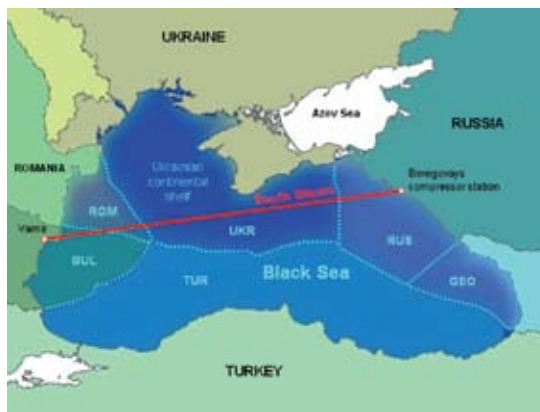 UKRAINE
Azov Sea
RUSSIA
ROMANIA
Ukrainian
continental
shelf
Beregovaya
compressor station
South Stream
ROM
Varna
UKR
RUS
BUL
TUR
Black Sea
GEO
TURKEY